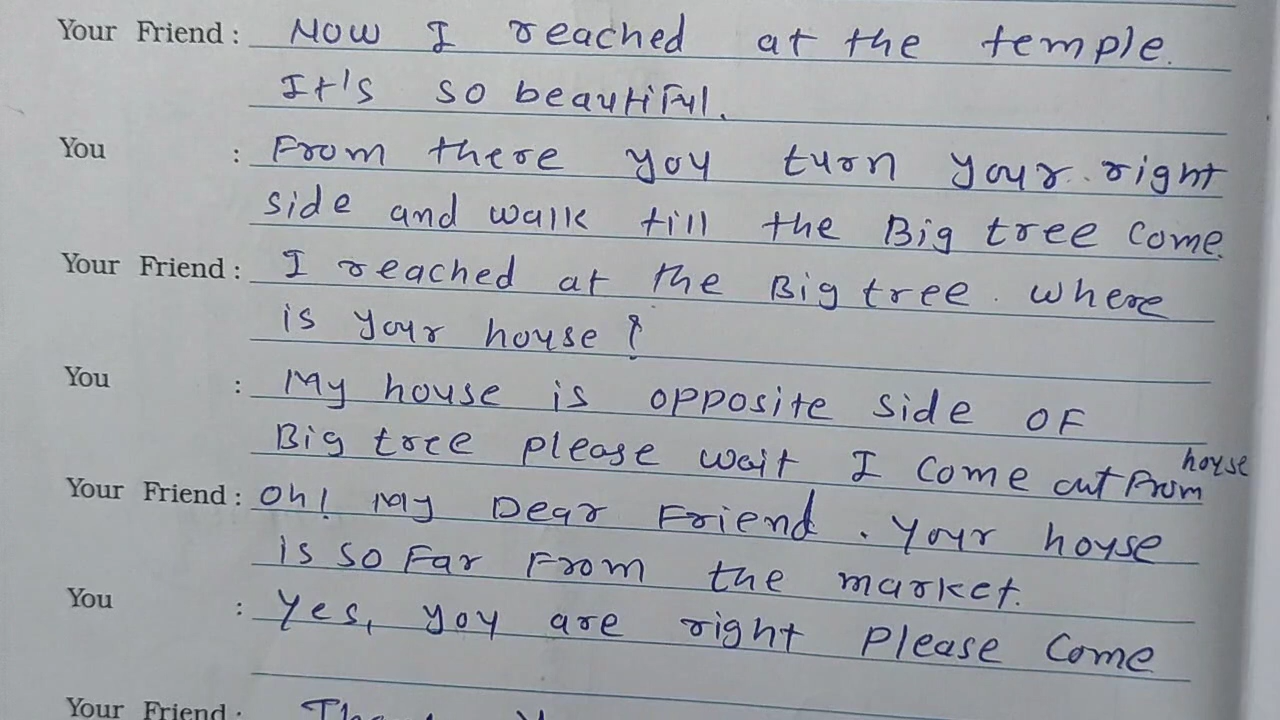 Your Friend : Now I reached at the temple.
It's so beautiful.
You : From there you turn your right
side and walk till the Big tree come.
Your Friend : I reached at the Big tree. Where
is your house?
You : My house is opposite side of
Big tree please wait I come out from house
Your Friend : Oh! My Dear Friend. Your house
is so far from the market.
You : Yes, you are right Please Come
Your Friend :